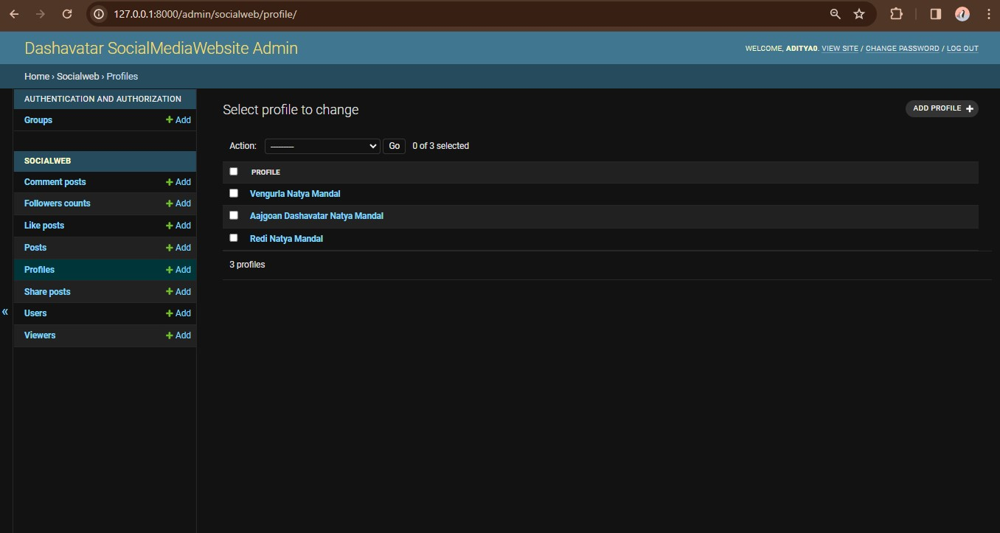 127.0.0.1:8000/admin/socialweb/profile/
Dashavatar SocialMediaWebsite Admin
WELCOME, ADITYA0. VIEW SITE / CHANGE PASSWORD / LOG OUT
Home › Socialweb › Profiles
AUTHENTICATION AND AUTHORIZATION
Groups + Add
SOCIALWEB
Comment posts + Add
Followers counts + Add
Like posts + Add
Posts + Add
Profiles + Add
Share posts + Add
Users + Add
Viewers + Add
«
Select profile to change
ADD PROFILE +
Action: --------- Go 0 of 3 selected
PROFILE
Vengurla Natya Mandal
Aajgoan Dashavatar Natya Mandal
Redi Natya Mandal
3 profiles